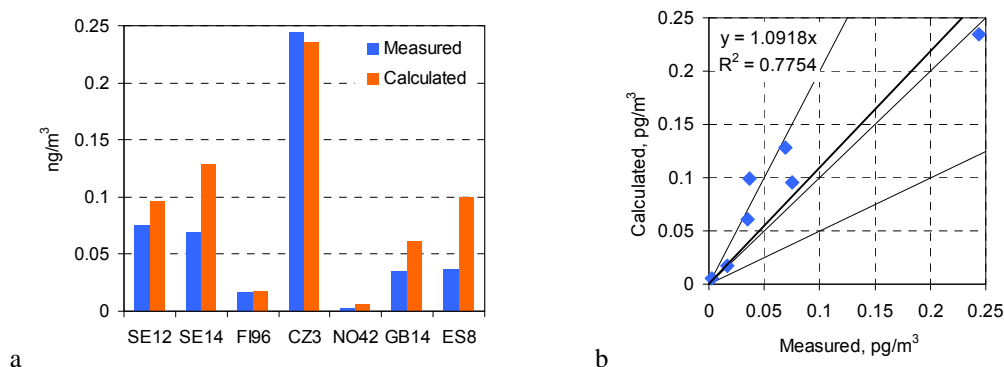 0.25
0.2
0.15
0.1
0.05
0
ng/m³
Measured
Calculated
SE12 SE14 FI96 CZ3 NO42 GB14 ES8
a
0.25
0.2
0.15
0.1
0.05
0
Calculated, pg/m³
y = 1.0918x
R² = 0.7754
0 0.05 0.1 0.15 0.2 0.25
Measured, pg/m³
b